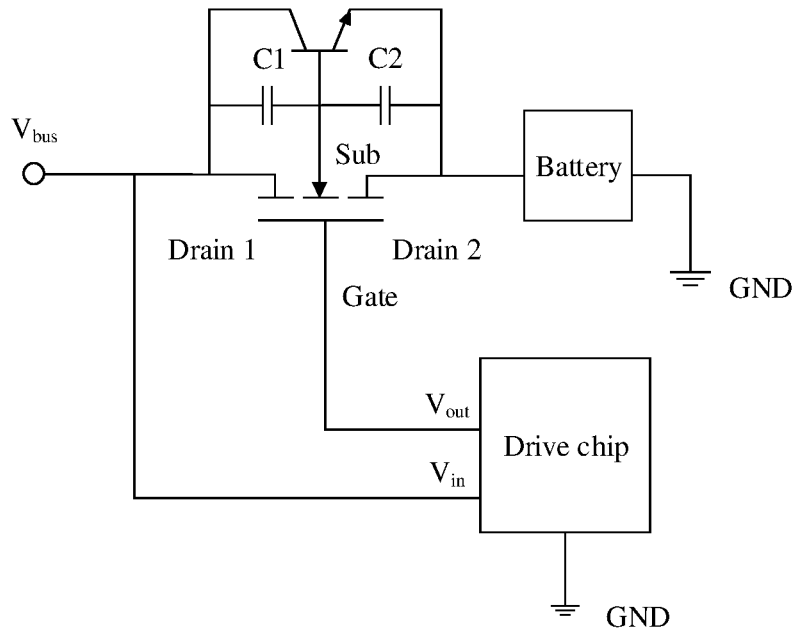 C1
C2
V_bus
Sub
Battery
Drain 1
Drain 2
GND
Gate
V_out
Drive chip
V_in
GND